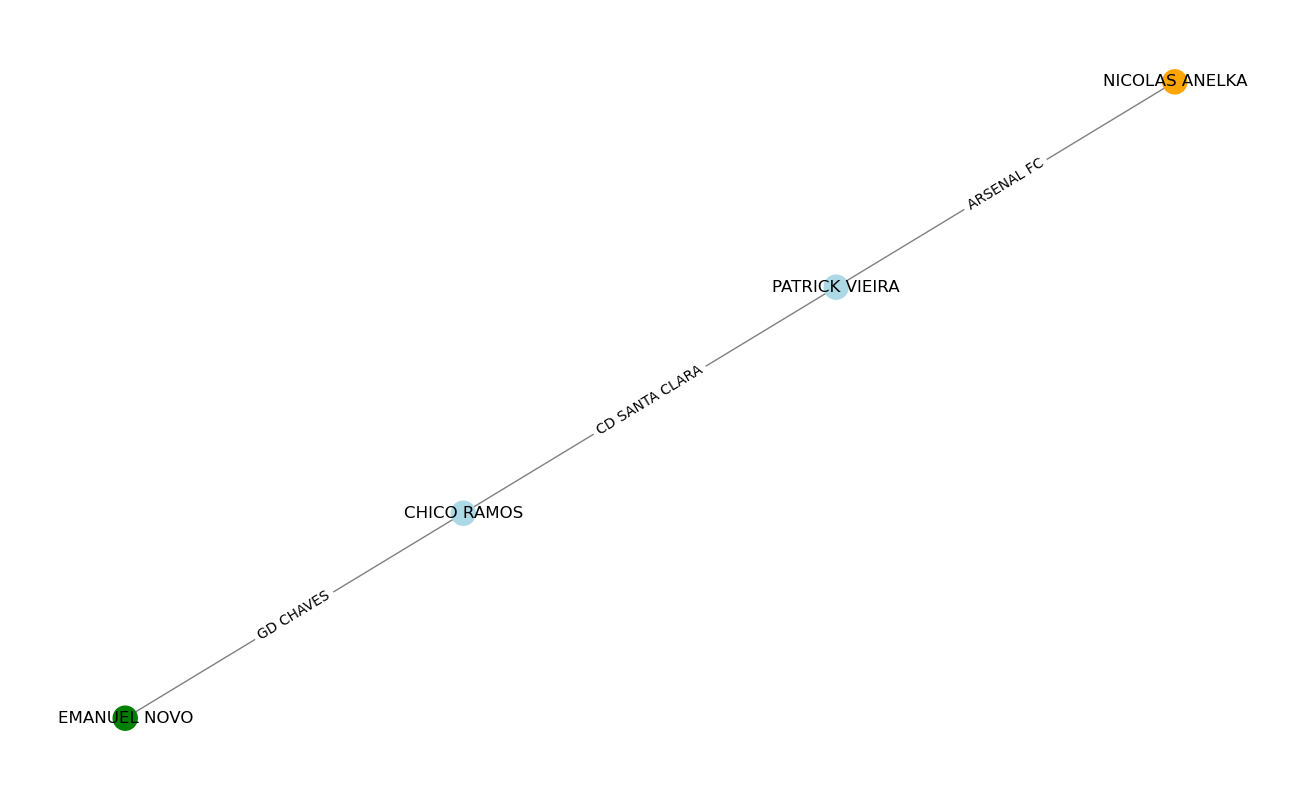 NICOLAS ANELKA
ARSENAL FC
PATRICK VIEIRA
CD SANTA CLARA
CHICO RAMOS
GD CHAVES
EMANUEL NOVO